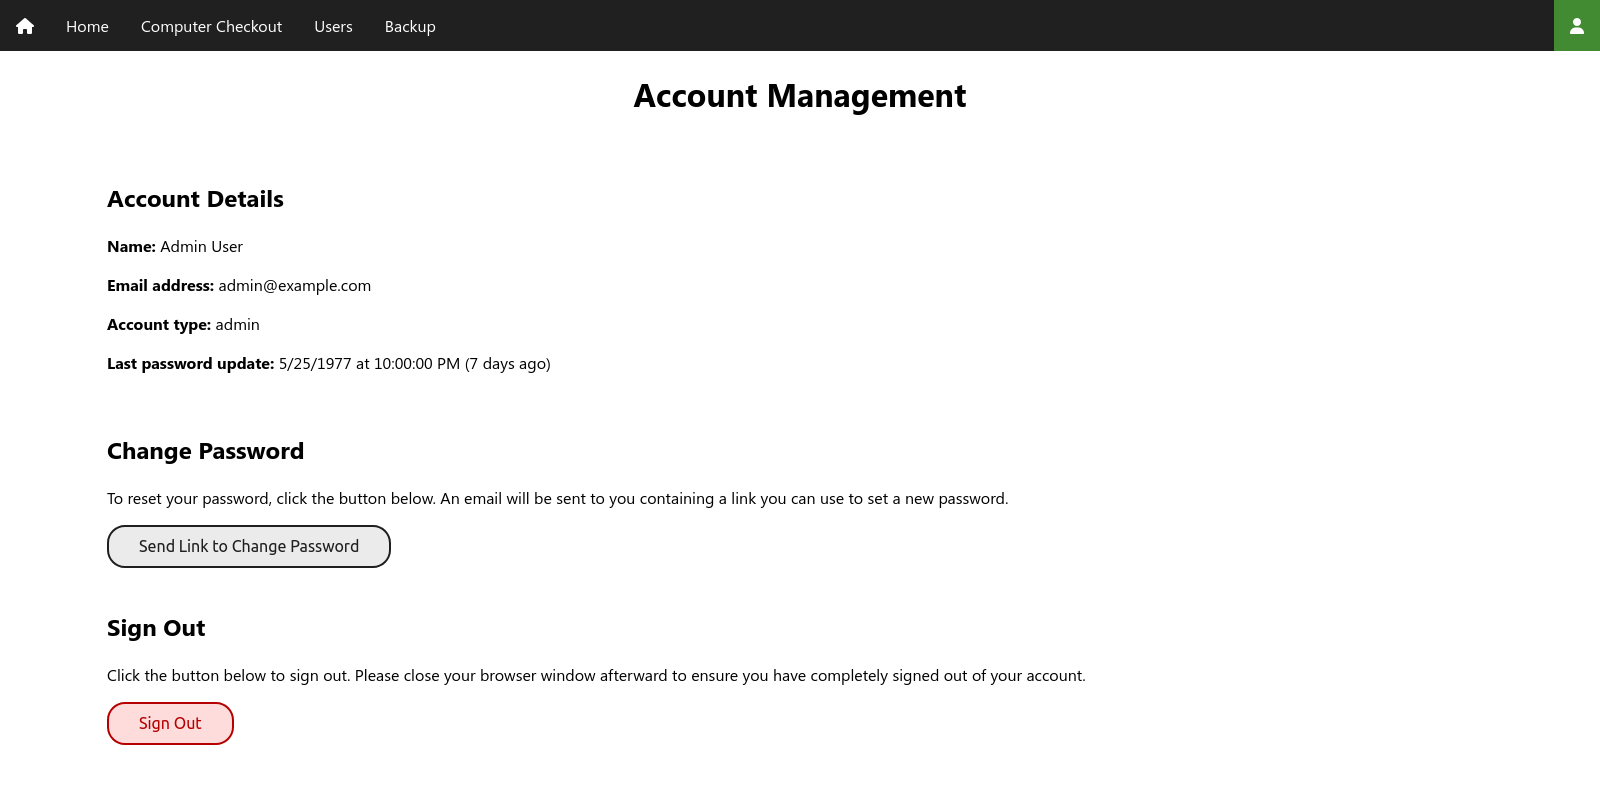 Home Computer Checkout Users Backup
Account Management
Account Details
Name: Admin User
Email address: admin@example.com
Account type: admin
Last password update: 5/25/1977 at 10:00:00 PM (7 days ago)
Change Password
To reset your password, click the button below. An email will be sent to you containing a link you can use to set a new password.
Send Link to Change Password
Sign Out
Click the button below to sign out. Please close your browser window afterward to ensure you have completely signed out of your account.
Sign Out